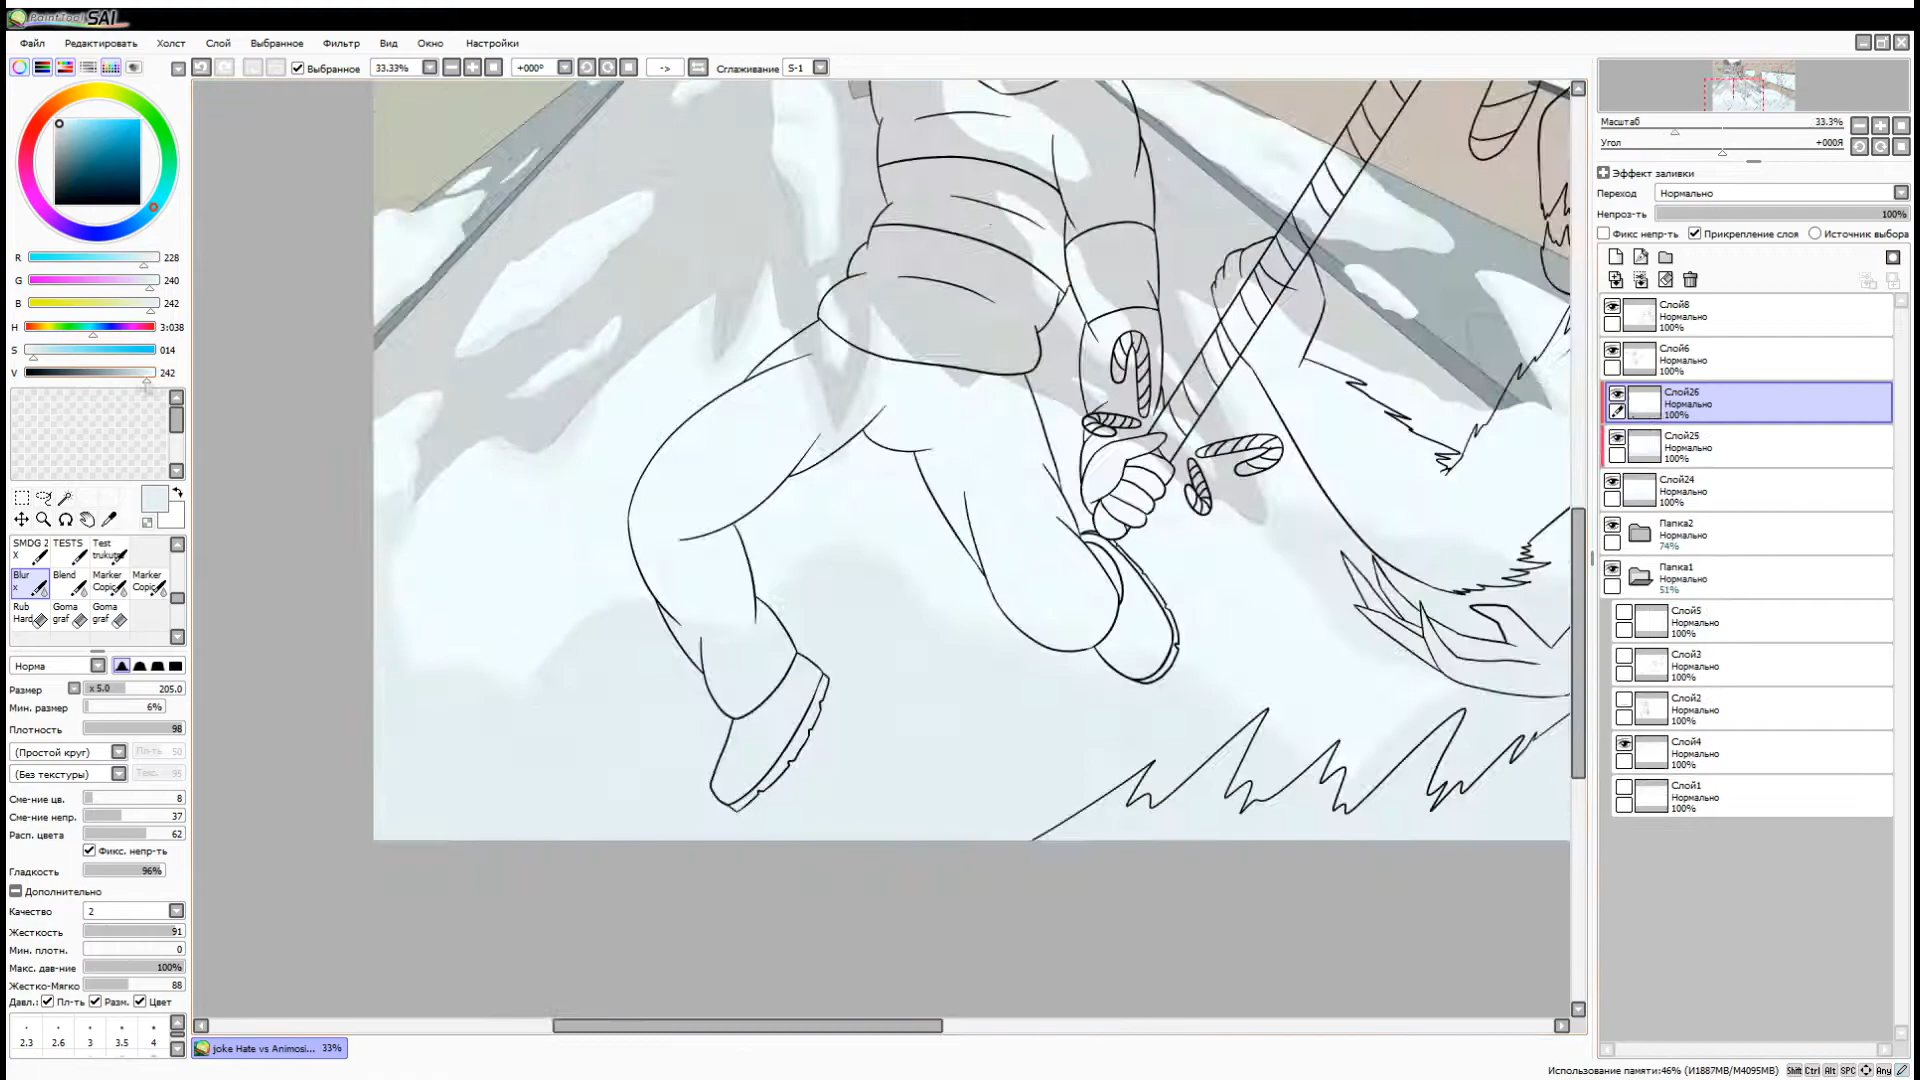 PaintTool SAI
Файл Редактировать Холст Слой Выбранное Фильтр Вид Окно Настройки
Выбранное 33.33% +000° -> Сглаживание S-1
Масштаб 33.3%
Угол +000Я
Эффект заливки
Переход Нормально
Непроз-ть 100%
Фикс непр-ть Прикрепление слоя Источник выбора
R 228
G 240
B 242
H 3:038
S 014
V 242
Слой8
Нормально
100%
Слой6
Нормально
100%
Слой26
Нормально
100%
Слой25
Нормально
100%
Слой24
Нормально
100%
Папка2
Нормально
74%
Папка1
Нормально
51%
Слой5
Нормально
100%
Слой3
Нормально
100%
Слой2
Нормально
100%
Слой4
Нормально
100%
Слой1
Нормально
100%
SMDG 2 X
TESTS
Test
Blur x
Blend
Marker Copic
Marker Copic
Rub Hard
Goma graf
Goma graf
Норма
Размер x 5.0 205.0
Мин. размер 6%
Плотность 98
(Простой круг) Пл-ть 50
(Без текстуры) Текс. 95
Сме-ние цв. 8
Сме-ние непр. 37
Расп. цвета 62
Фикс. непр-ть
Гладкость 96%
Дополнительно
Качество 2
Жесткость 91
Мин. плотн. 0
Макс. дав-ние 100%
Жестко-Мягко 88
Давл.: Пл-ть Разм. Цвет
2.3 2.6 3 3.5 4
joke Hate vs Animosi... 33%
Использование памяти:46% (И1887MB/М4095MB) Shift Ctrl Alt SPC Any